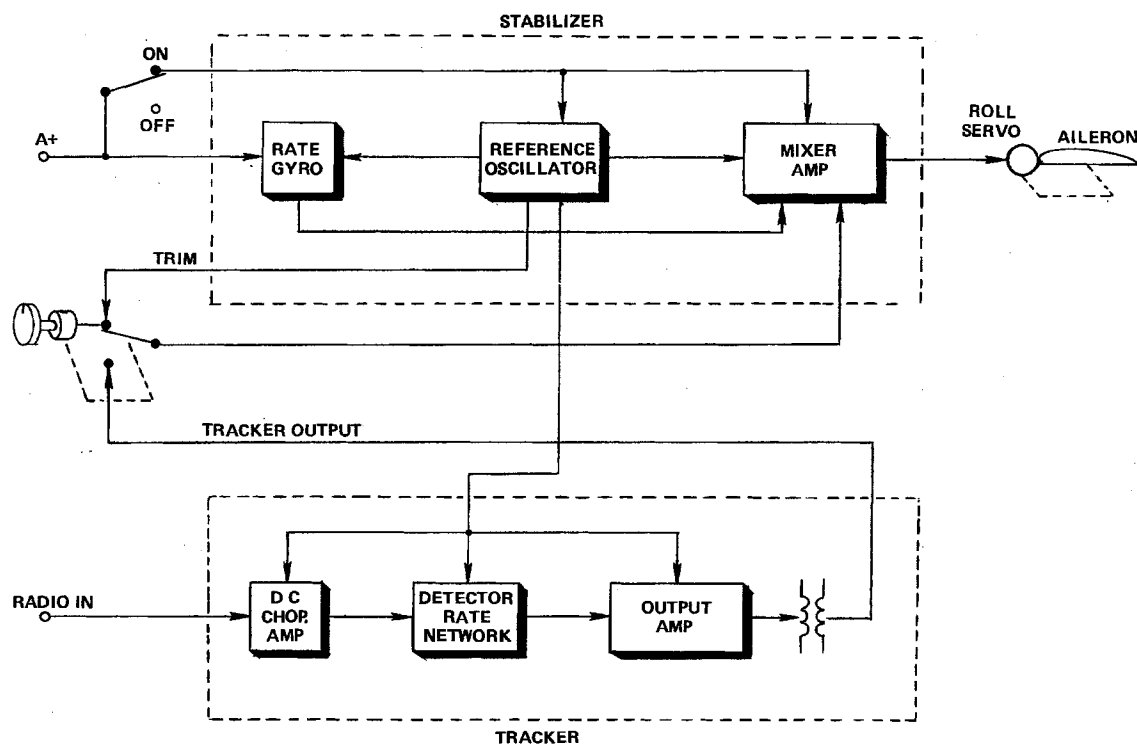 STABILIZER
ON
OFF
A+
RATE
GYRO
REFERENCE
OSCILLATOR
MIXER
AMP
ROLL
SERVO
AILERON
TRIM
TRACKER OUTPUT
RADIO IN
D C
CHOP.
AMP
DETECTOR
RATE
NETWORK
OUTPUT
AMP
TRACKER